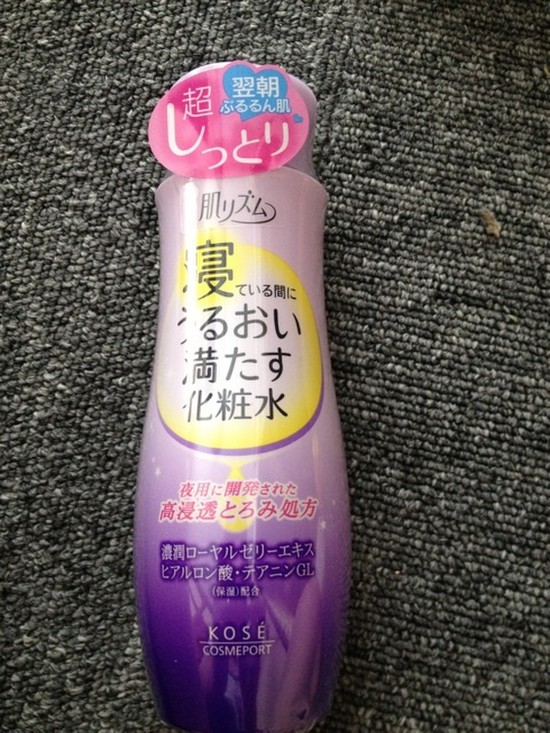 超
しっとり
翌朝
ぷるるん肌
肌リズム
寝ている間に
うるおい
満たす
化粧水
夜用に開発された
高浸透とろみ処方
濃潤ローヤルゼリーエキス
ヒアルロン酸・テアニンGL
(保湿)配合
KOSÉ
COSMEPORT